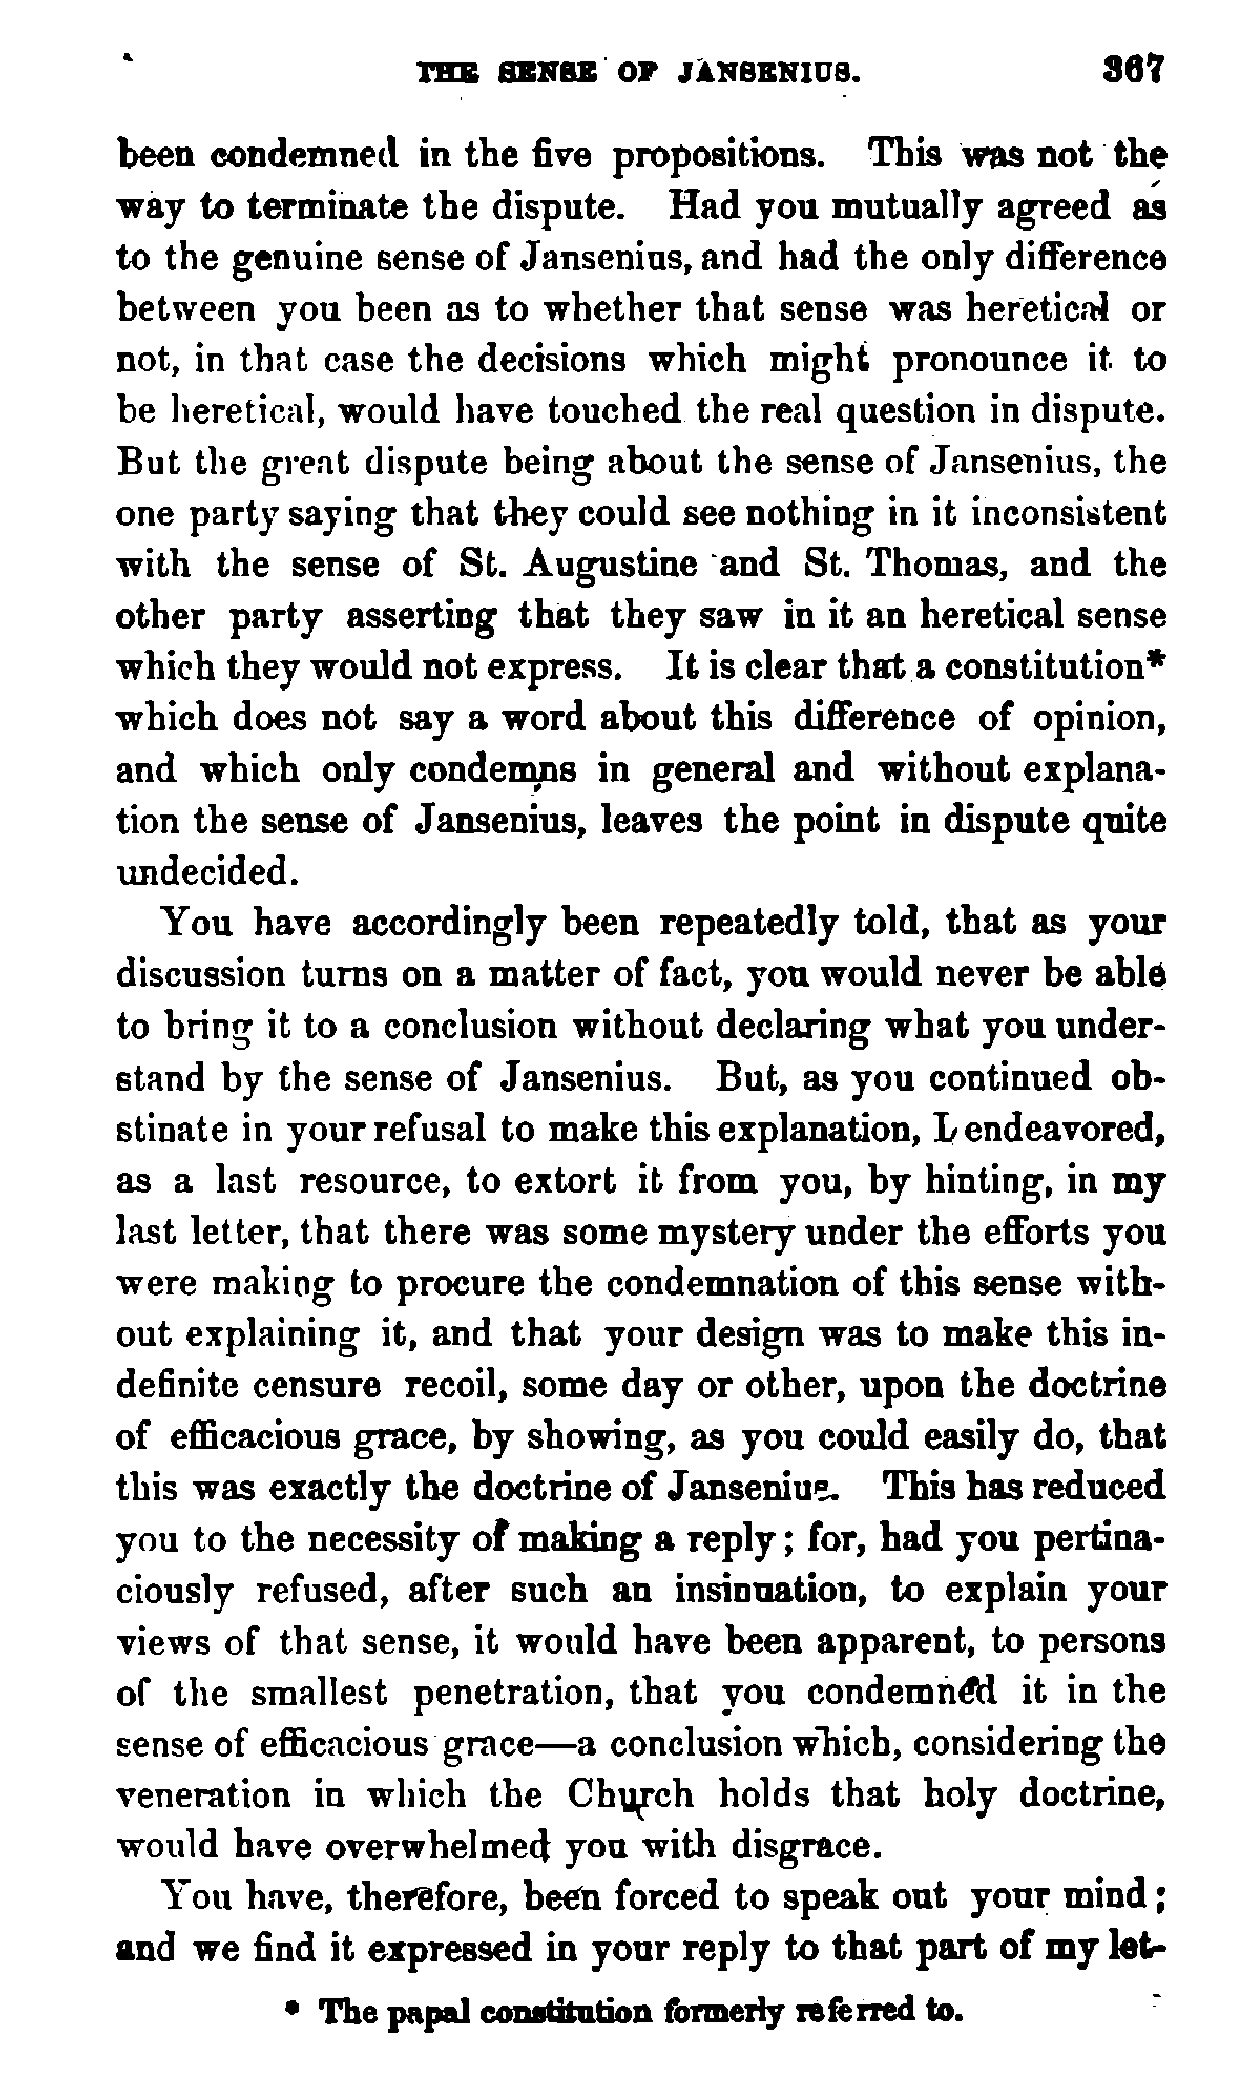 THE SENSE OF JANSENIUS. 367
been condemned in the five propositions. This was not the
way to terminate the dispute. Had you mutually agreed as
to the genuine sense of Jansenius, and had the only difference
between you been as to whether that sense was heretical or
not, in that case the decisions which might pronounce it to
be heretical, would have touched the real question in dispute.
But the great dispute being about the sense of Jansenius, the
one party saying that they could see nothing in it inconsistent
with the sense of St. Augustine and St. Thomas, and the
other party asserting that they saw in it an heretical sense
which they would not express. It is clear that a constitution*
which does not say a word about this difference of opinion,
and which only condemns in general and without explana-
tion the sense of Jansenius, leaves the point in dispute quite
undecided.
You have accordingly been repeatedly told, that as your
discussion turns on a matter of fact, you would never be able
to bring it to a conclusion without declaring what you under-
stand by the sense of Jansenius. But, as you continued ob-
stinate in your refusal to make this explanation, I endeavored,
as a last resource, to extort it from you, by hinting, in my
last letter, that there was some mystery under the efforts you
were making to procure the condemnation of this sense with-
out explaining it, and that your design was to make this in-
definite censure recoil, some day or other, upon the doctrine
of efficacious grace, by showing, as you could easily do, that
this was exactly the doctrine of Jansenius. This has reduced
you to the necessity of making a reply; for, had you pertina-
ciously refused, after such an insinuation, to explain your
views of that sense, it would have been apparent, to persons
of the smallest penetration, that you condemned it in the
sense of efficacious grace—a conclusion which, considering the
veneration in which the Church holds that holy doctrine,
would have overwhelmed you with disgrace.
You have, therefore, been forced to speak out your mind;
and we find it expressed in your reply to that part of my let-
* The papal constitution formerly referred to.